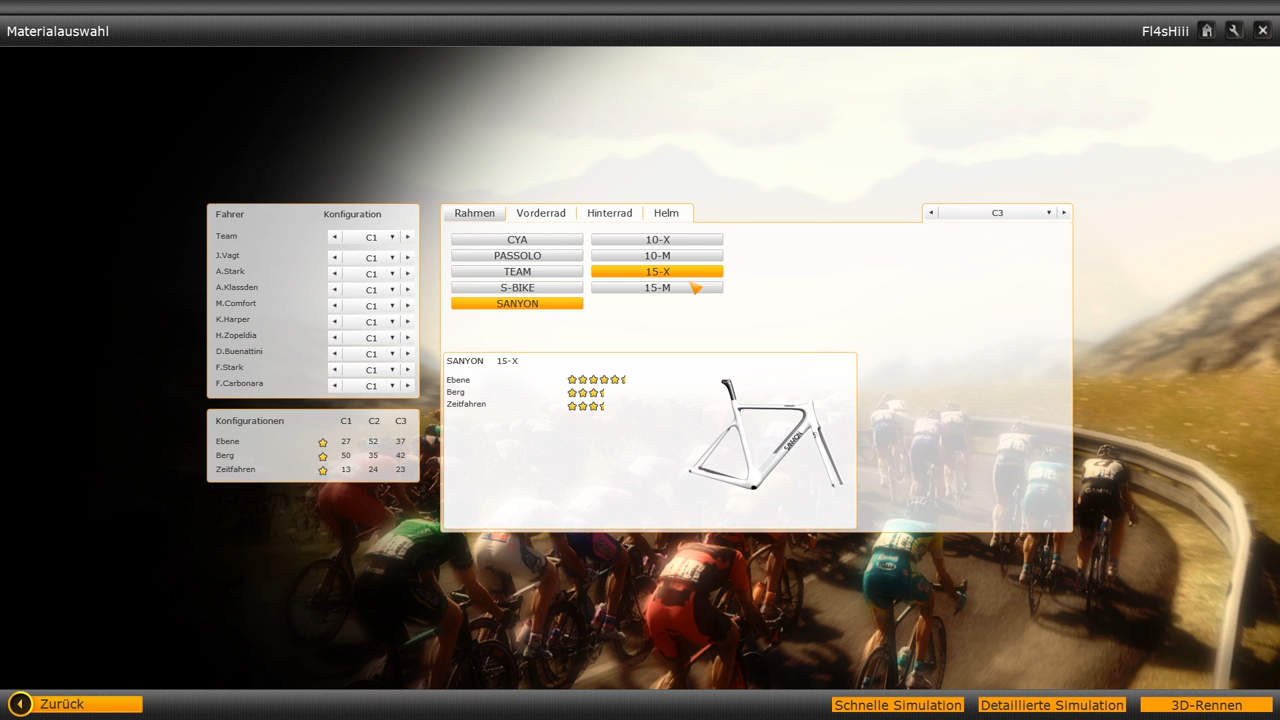 Materialauswahl
Fl4sHiii
Fahrer Konfiguration
Team C1
J.Vagt C1
A.Stark C1
A.Klassden C1
M.Comfort C1
K.Harper C1
H.Zopeldia C1
D.Buenattini C1
F.Stark C1
F.Carbonara C1
Konfigurationen C1 C2 C3
Ebene 27 52 37
Berg 50 35 42
Zeitfahren 13 24 23
Rahmen Vorderrad Hinterrad Helm
C3
CYA 10-X
PASSOLO 10-M
TEAM 15-X
S-BIKE 15-M
SANYON
SANYON 15-X
Ebene
Berg
Zeitfahren
SANYON
Zurück
Schnelle Simulation
Detaillierte Simulation
3D-Rennen